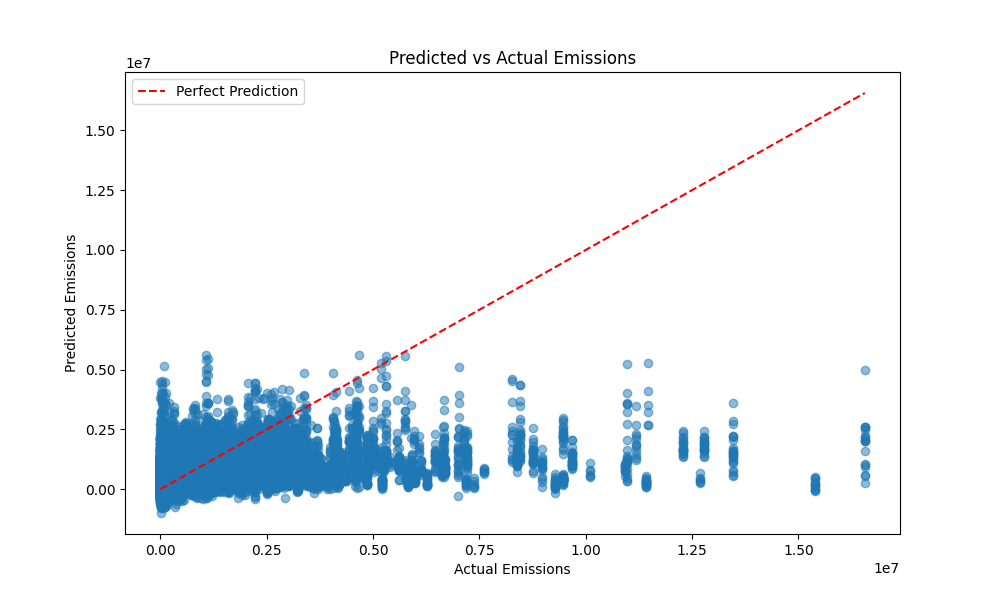 Predicted vs Actual Emissions
1e7
Perfect Prediction
1.50
1.25
1.00
0.75
0.50
0.25
0.00
Predicted Emissions
0.00 0.25 0.50 0.75 1.00 1.25 1.50
Actual Emissions
1e7